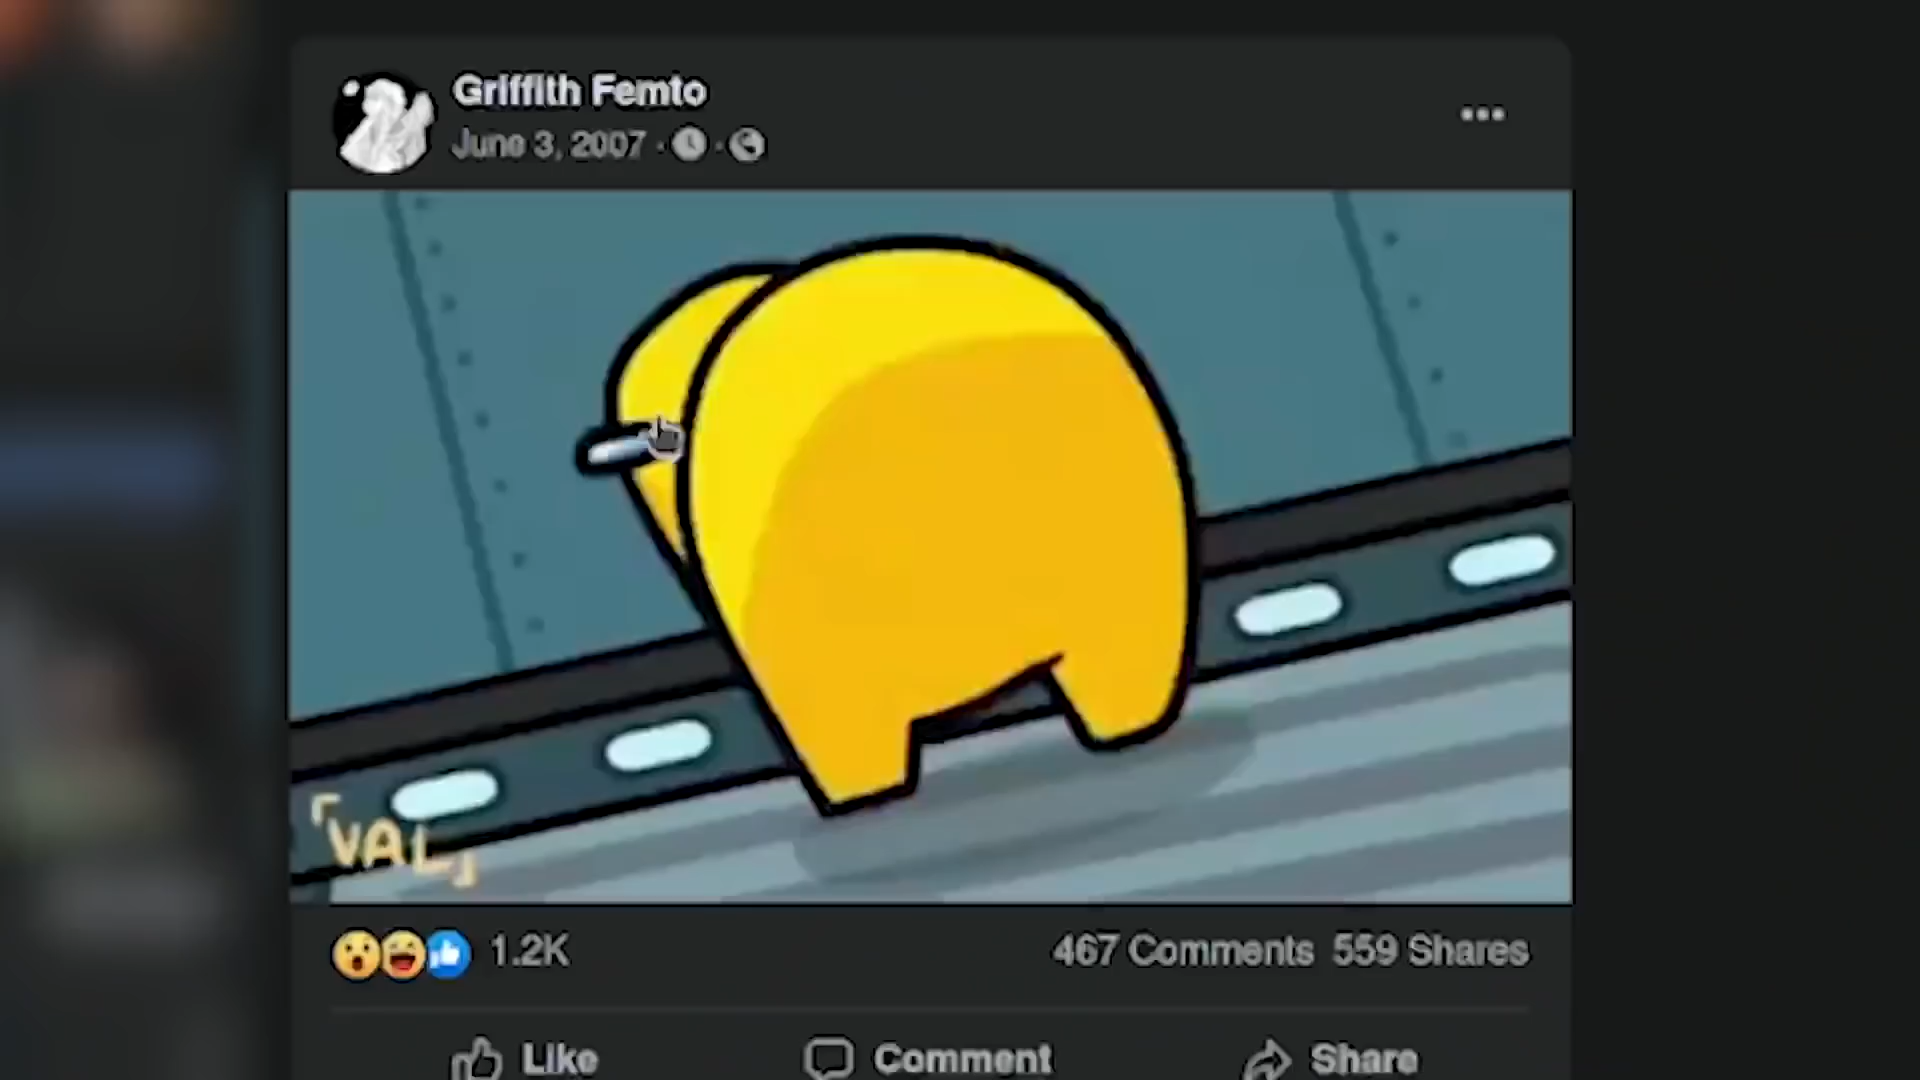 Griffith Femto
June 3, 2007
「VAL」
1.2K
467 Comments 559 Shares
Like
Comment
Share